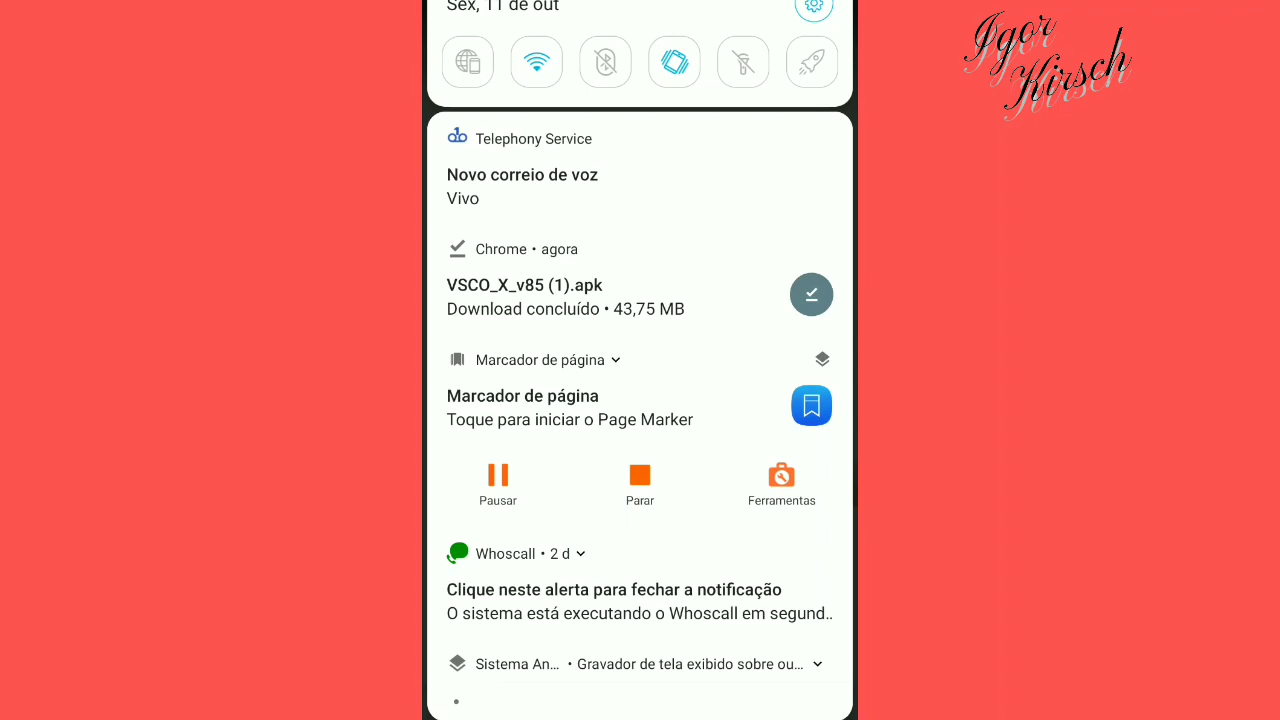 Sex, 11 de out
Igor
Kirsch
Telephony Service
Novo correio de voz
Vivo
Chrome • agora
VSCO_X_v85 (1).apk
Download concluído • 43,75 MB
Marcador de página
Marcador de página
Toque para iniciar o Page Marker
Pausar
Parar
Ferramentas
Whoscall • 2 d
Clique neste alerta para fechar a notificação
O sistema está executando o Whoscall em segund..
Sistema An... • Gravador de tela exibido sobre ou...